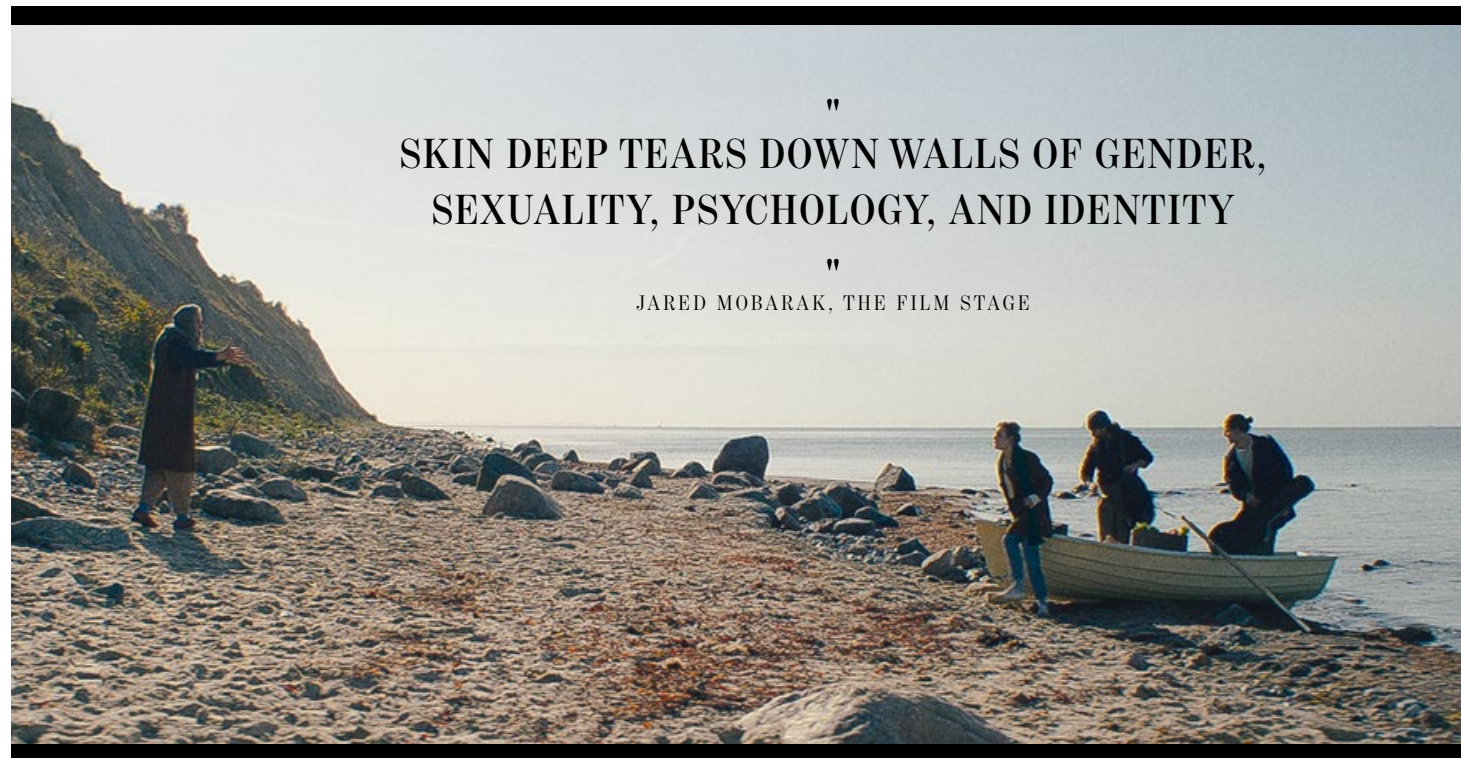 "
SKIN DEEP TEARS DOWN WALLS OF GENDER,
SEXUALITY, PSYCHOLOGY, AND IDENTITY
"
JARED MOBARAK, THE FILM STAGE